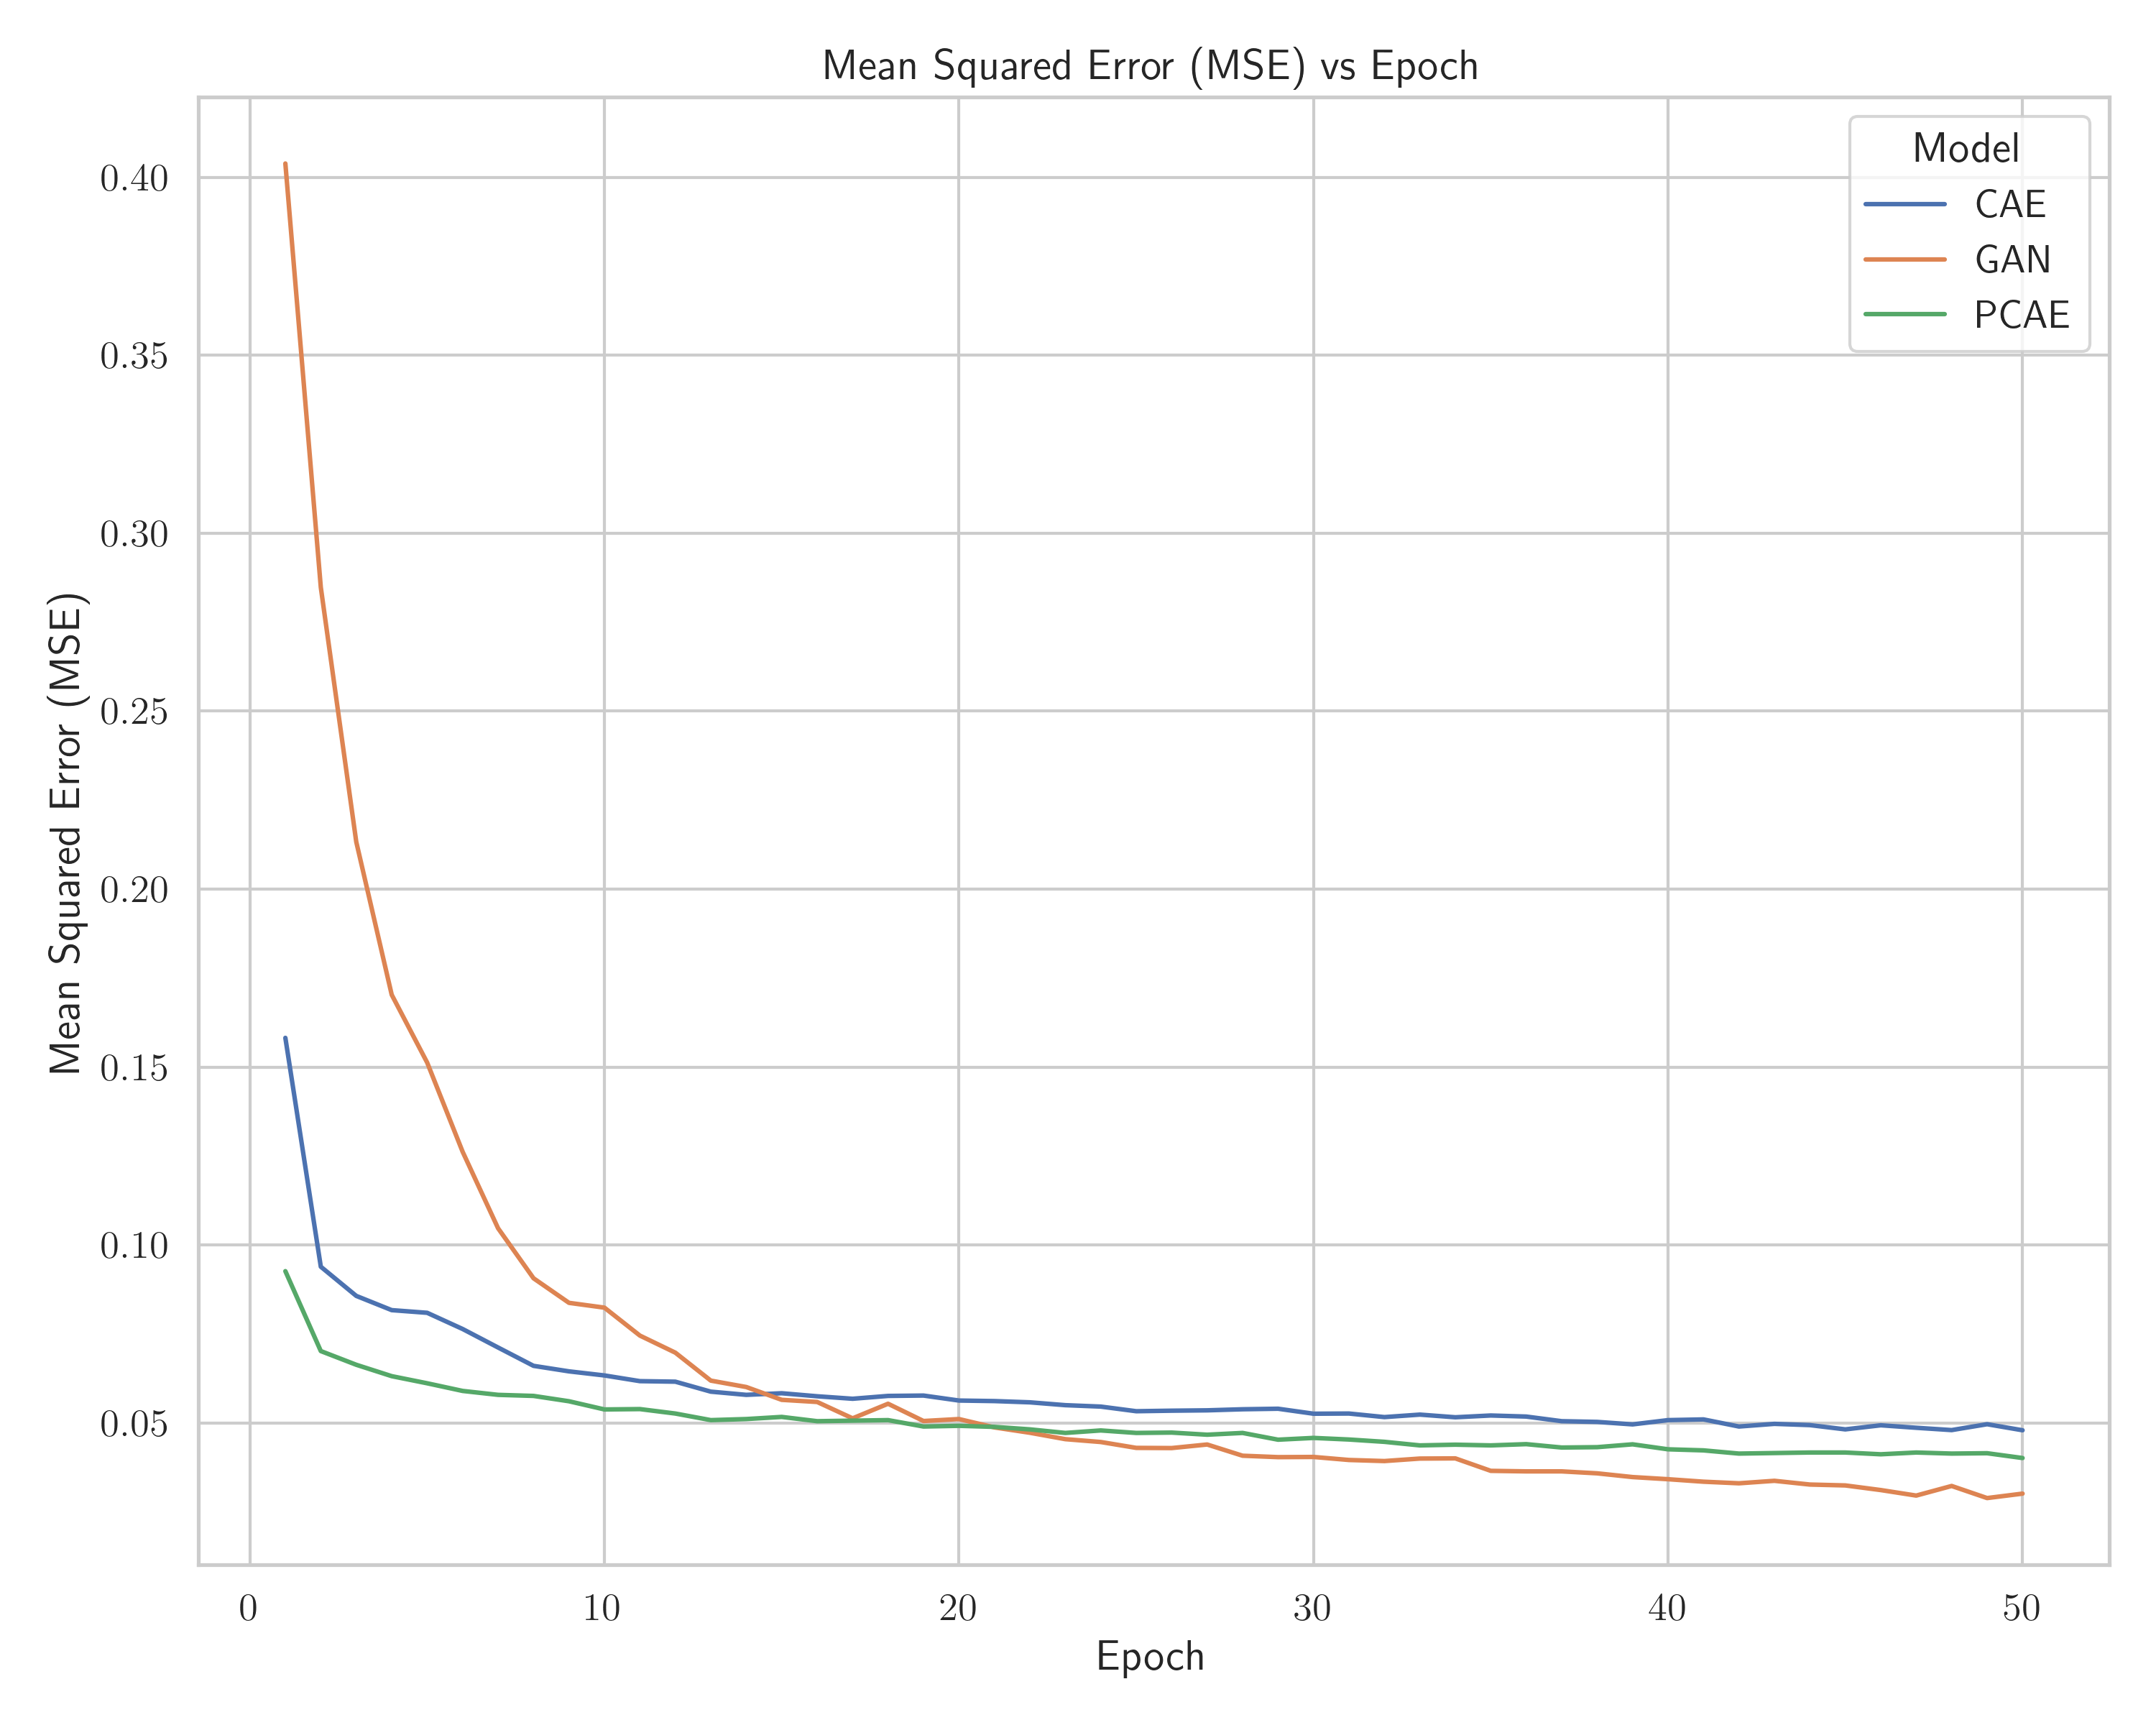 Mean Squared Error (MSE) vs Epoch
Model
CAE
GAN
PCAE
Mean Squared Error (MSE)
0.40
0.35
0.30
0.25
0.20
0.15
0.10
0.05
0 10 20 30 40 50
Epoch